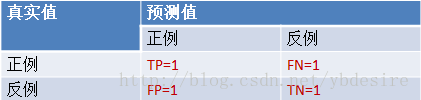 真实值 预测值
正例 反例
正例 TP=1 FN=1
反例 FP=1 TN=1
http://blog.csdn.net/ybdesire